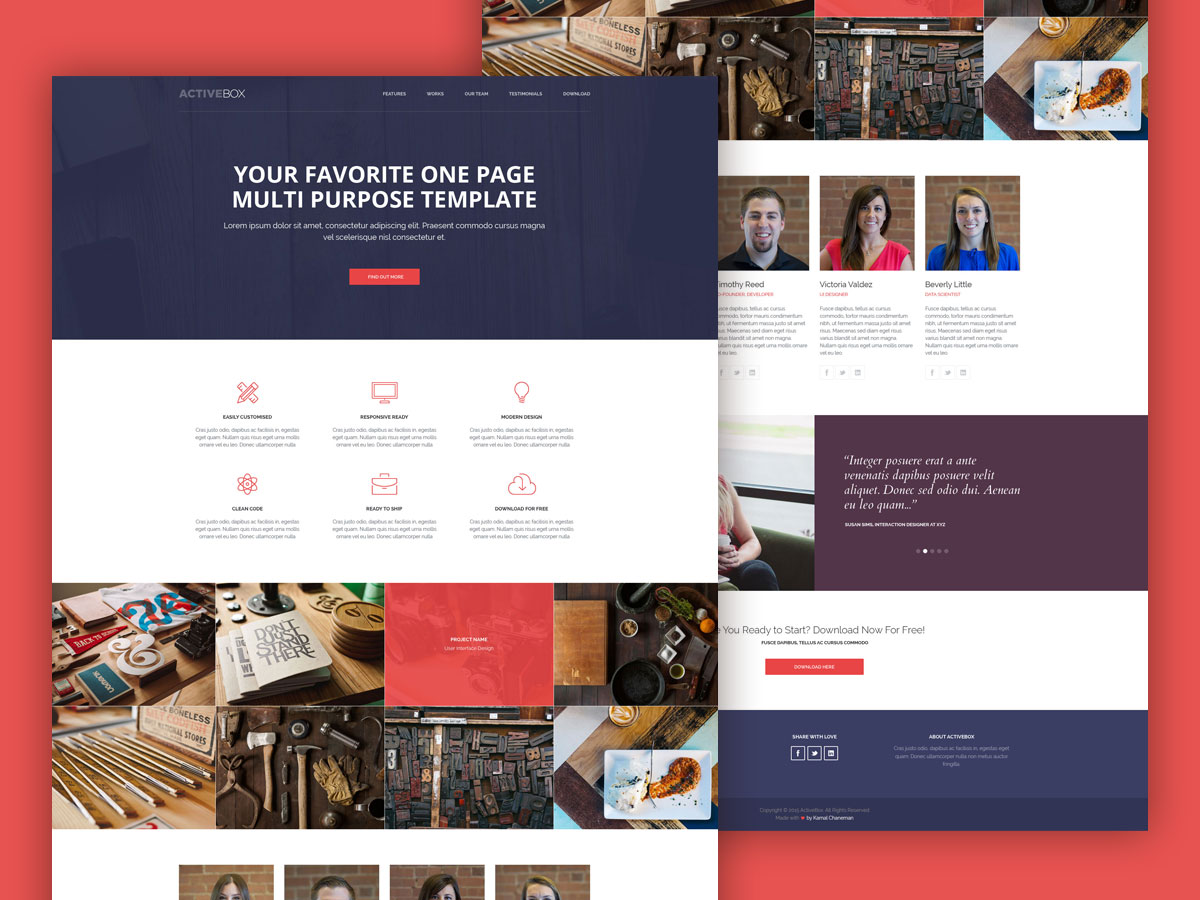 ACTIVEBOX
FEATURES WORKS OUR TEAM TESTIMONIALS DOWNLOAD
YOUR FAVORITE ONE PAGE
MULTI PURPOSE TEMPLATE
Lorem ipsum dolor sit amet, consectetur adipiscing elit. Praesent commodo cursus magna
vel scelerisque nisl consectetur et.
FIND OUT MORE
EASILY CUSTOMISED
Cras justo odio, dapibus ac facilisis in, egestas
eget quam. Nullam quis risus eget urna mollis
ornare vel eu leo. Donec ullamcorper nulla
RESPONSIVE READY
Cras justo odio, dapibus ac facilisis in, egestas
eget quam. Nullam quis risus eget urna mollis
ornare vel eu leo. Donec ullamcorper nulla
MODERN DESIGN
Cras justo odio, dapibus ac facilisis in, egestas
eget quam. Nullam quis risus eget urna mollis
ornare vel eu leo. Donec ullamcorper nulla
CLEAN CODE
Cras justo odio, dapibus ac facilisis in, egestas
eget quam. Nullam quis risus eget urna mollis
ornare vel eu leo. Donec ullamcorper nulla
READY TO SHIP
Cras justo odio, dapibus ac facilisis in, egestas
eget quam. Nullam quis risus eget urna mollis
ornare vel eu leo. Donec ullamcorper nulla
DOWNLOAD FOR FREE
Cras justo odio, dapibus ac facilisis in, egestas
eget quam. Nullam quis risus eget urna mollis
ornare vel eu leo. Donec ullamcorper nulla
BACK TO
&
DON'T
JUST
STAND
THERE
%
PROJECT NAME
User Interface Design
BONELESS
NATIONAL STORES
BONELESS
NATIONAL STORES
imothy Reed
O-FOUNDER, DEVELOPER
usce dapibus, tellus ac cursus
ommodo, tortor mauris condimentum
ibh, ut fermentum massa justo sit amet
sus. Maecenas sed diam eget risus
arius blandit sit amet non magna.
ullam quis risus eget urna mollis ornare
el eu leo.
Victoria Valdez
UI DESIGNER
Fusce dapibus, tellus ac cursus
commodo, tortor mauris condimentum
nibh, ut fermentum massa justo sit amet
risus. Maecenas sed diam eget risus
varius blandit sit amet non magna.
Nullam quis risus eget urna mollis ornare
vel eu leo.
Beverly Little
DATA SCIENTIST
Fusce dapibus, tellus ac cursus
commodo, tortor mauris condimentum
nibh, ut fermentum massa justo sit amet
risus. Maecenas sed diam eget risus
varius blandit sit amet non magna.
Nullam quis risus eget urna mollis ornare
vel eu leo.
“Integer posuere erat a ante
venenatis dapibus posuere velit
aliquet. Donec sed odio dui. Aenean
eu leo quam...”
SUSAN SIMS, INTERACTION DESIGNER AT XYZ
e You Ready to Start? Download Now For Free!
FUSCE DAPIBUS, TELLUS AC CURSUS COMMODO
DOWNLOAD HERE
SHARE WITH LOVE
ABOUT ACTIVEBOX
Cras justo odio, dapibus ac facilisis in, egestas eget
quam. Donec ullamcorper nulla non metus auctor
fringilla.
Copyright © 2015 ActiveBox. All Rights Reserved
Made with ♥ by Kamal Chaneman